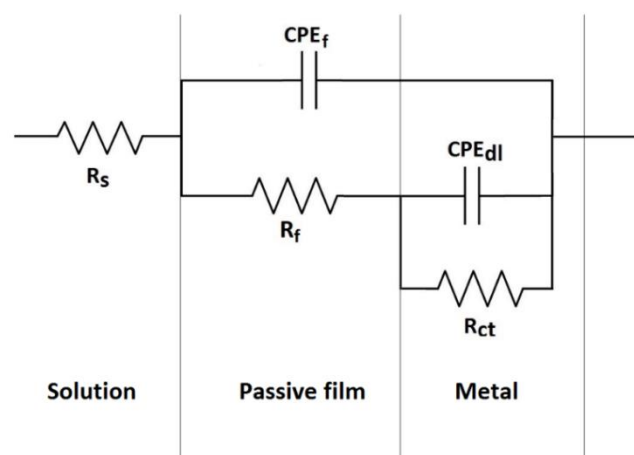 CPEf
Rs
CPEdl
Rf
Rct
Solution
Passive film
Metal